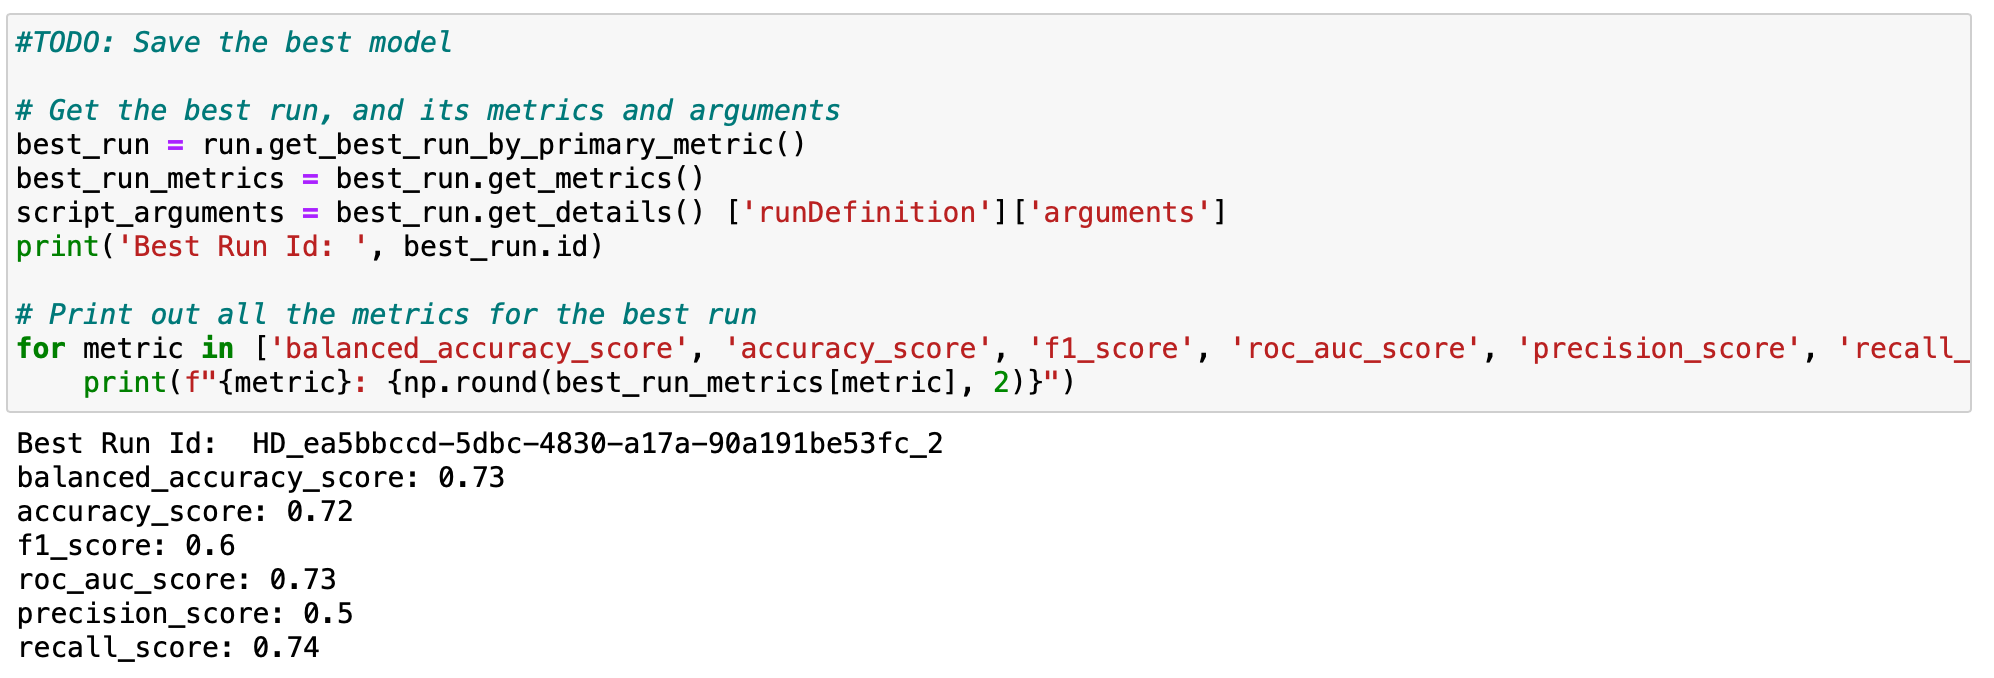 #TODO: Save the best model
# Get the best run, and its metrics and arguments
best_run = run.get_best_run_by_primary_metric()
best_run_metrics = best_run.get_metrics()
script_arguments = best_run.get_details() ['runDefinition']['arguments']
print('Best Run Id: ', best_run.id)
# Print out all the metrics for the best run
for metric in ['balanced_accuracy_score', 'accuracy_score', 'f1_score', 'roc_auc_score', 'precision_score', 'recall_
    print(f"{metric}: {np.round(best_run_metrics[metric], 2)}")
Best Run Id:  HD_ea5bbccd-5dbc-4830-a17a-90a191be53fc_2
balanced_accuracy_score: 0.73
accuracy_score: 0.72
f1_score: 0.6
roc_auc_score: 0.73
precision_score: 0.5
recall_score: 0.74